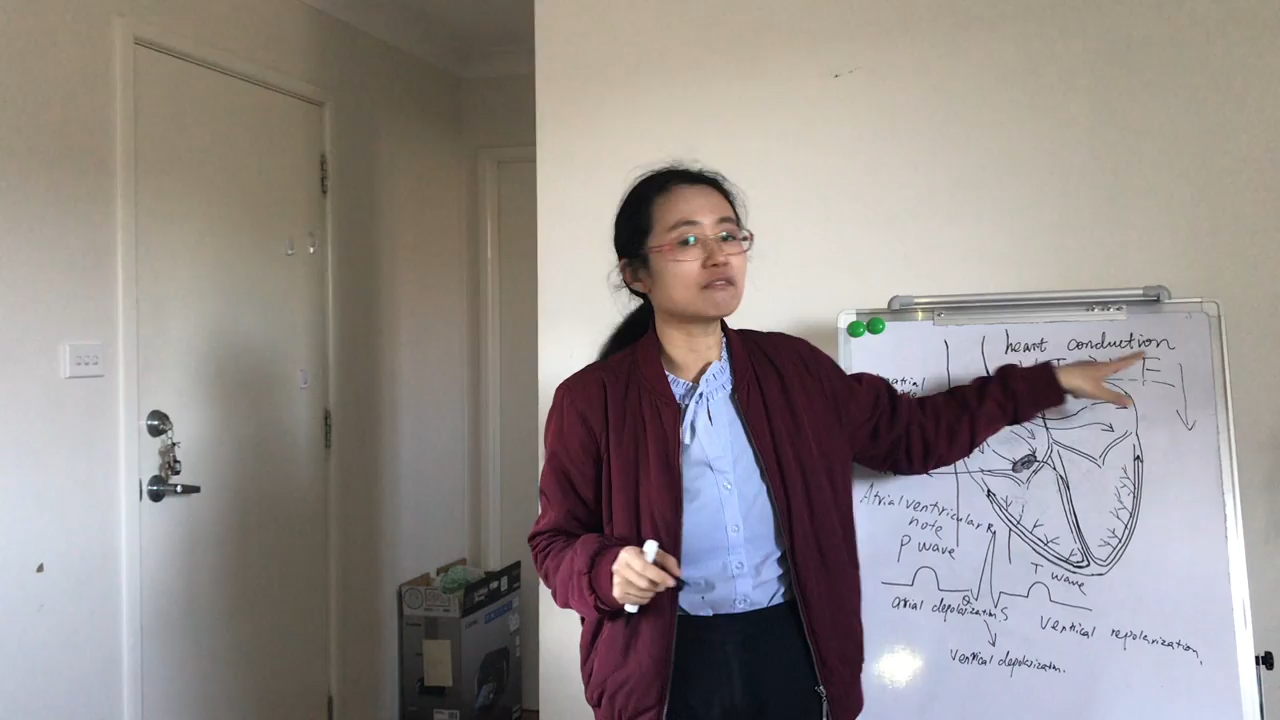 heart conduction
E
Atrial ventricular
note
R
P wave
T wave
Q
S
atrial depolarization
ventical repolarization,
ventical depolarization.